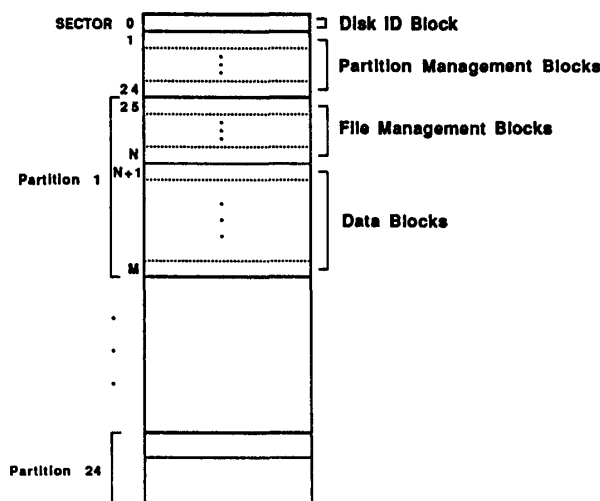 SECTOR 0 Disk ID Block
1
Partition Management Blocks
24
25
File Management Blocks
N
Partition 1 N+1
Data Blocks
M
Partition 24